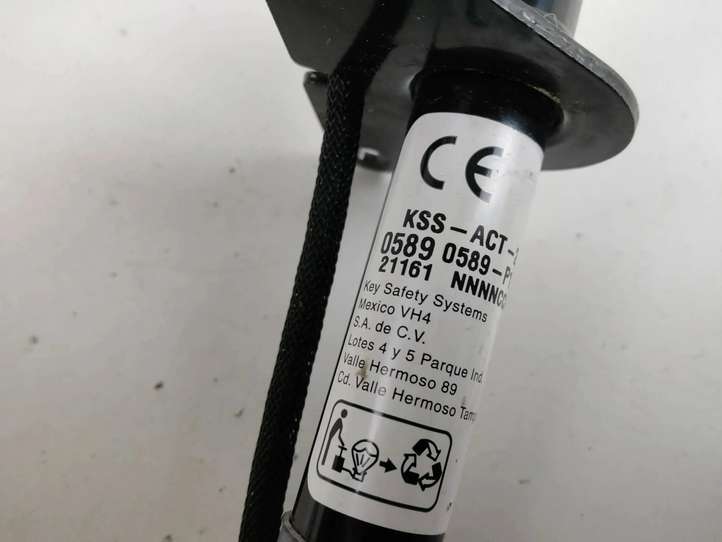 CE
KSS-ACT-
0589 0589-P
21161 NNNNC
Key Safety Systems
Mexico VH4
S.A. de C.V.
Lotes 4 y 5 Parque Ind.
Valle Hermoso 89
Cd. Valle Hermoso Tam